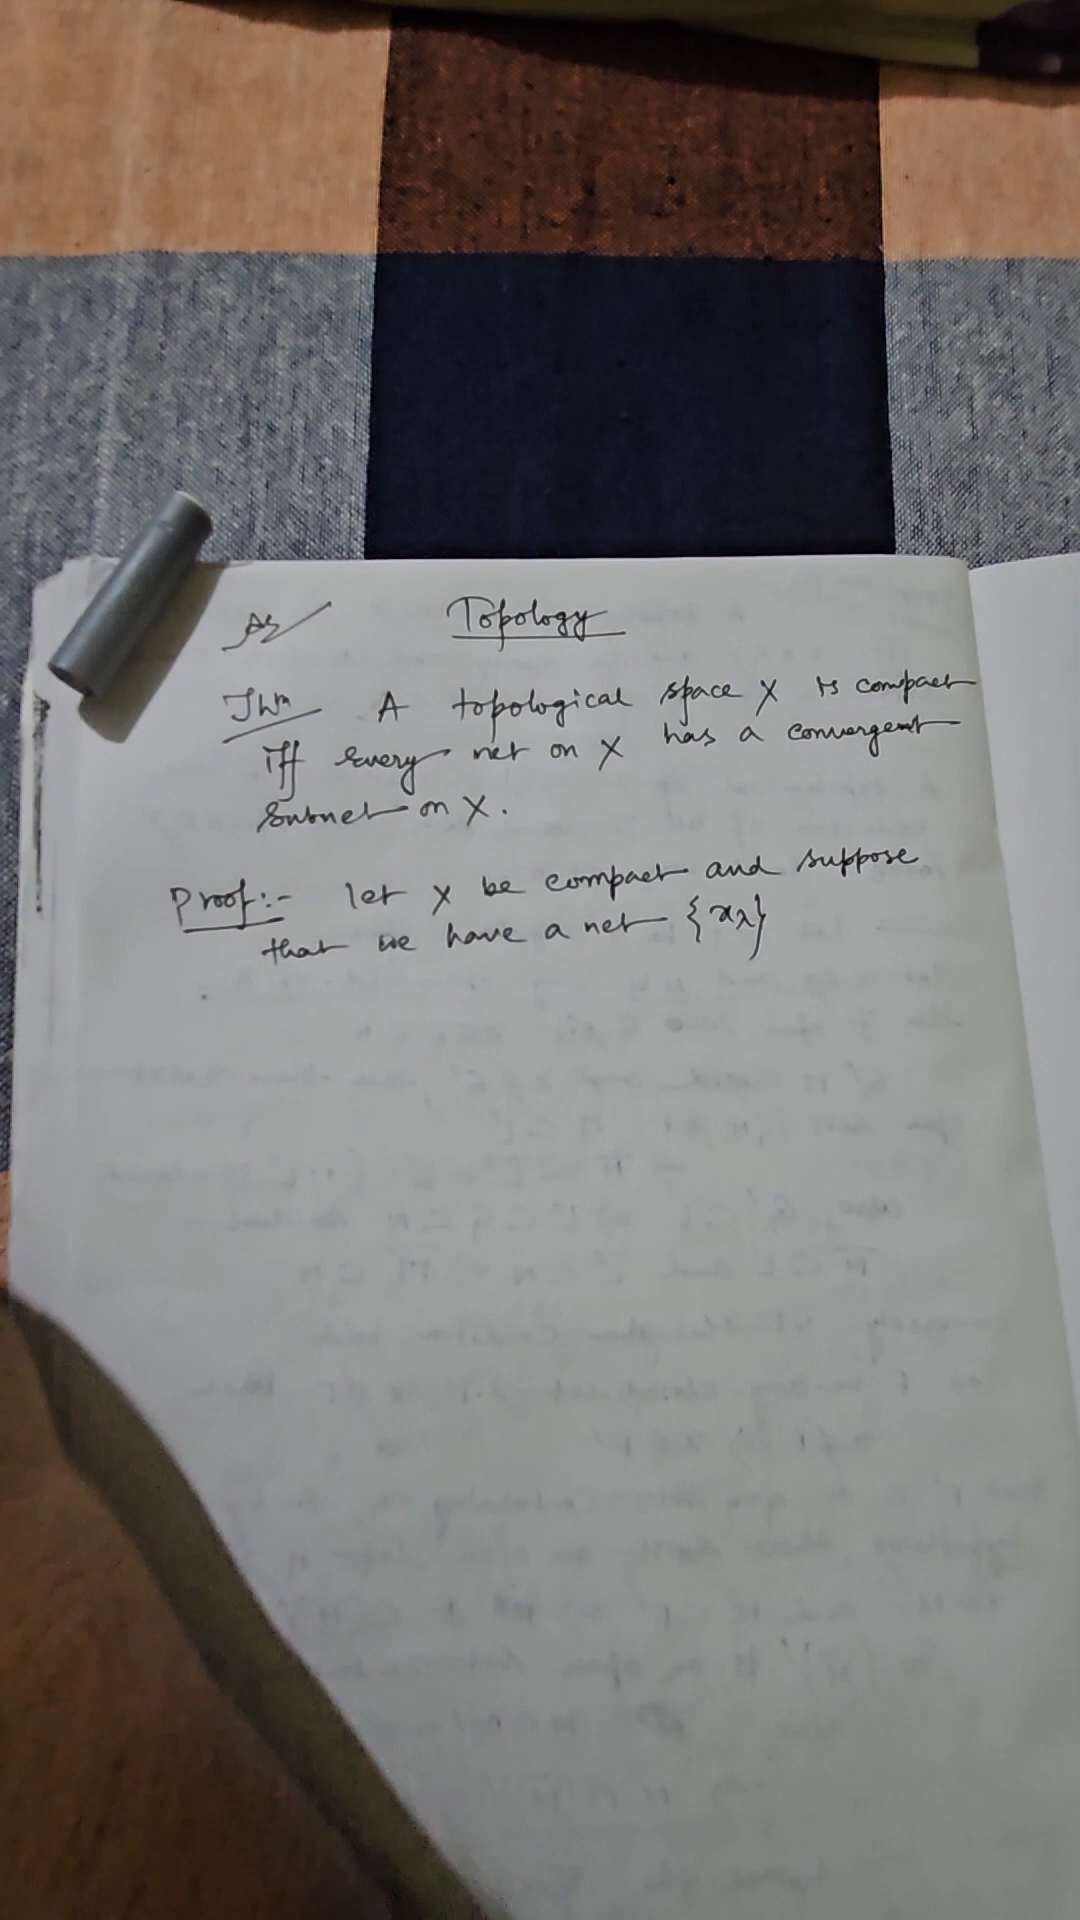 Topology
Thm A topological space X is compact
Iff every net on X has a convergent
subnet on X.
Proof:- let X be compact and suppose
that we have a net {xλ}